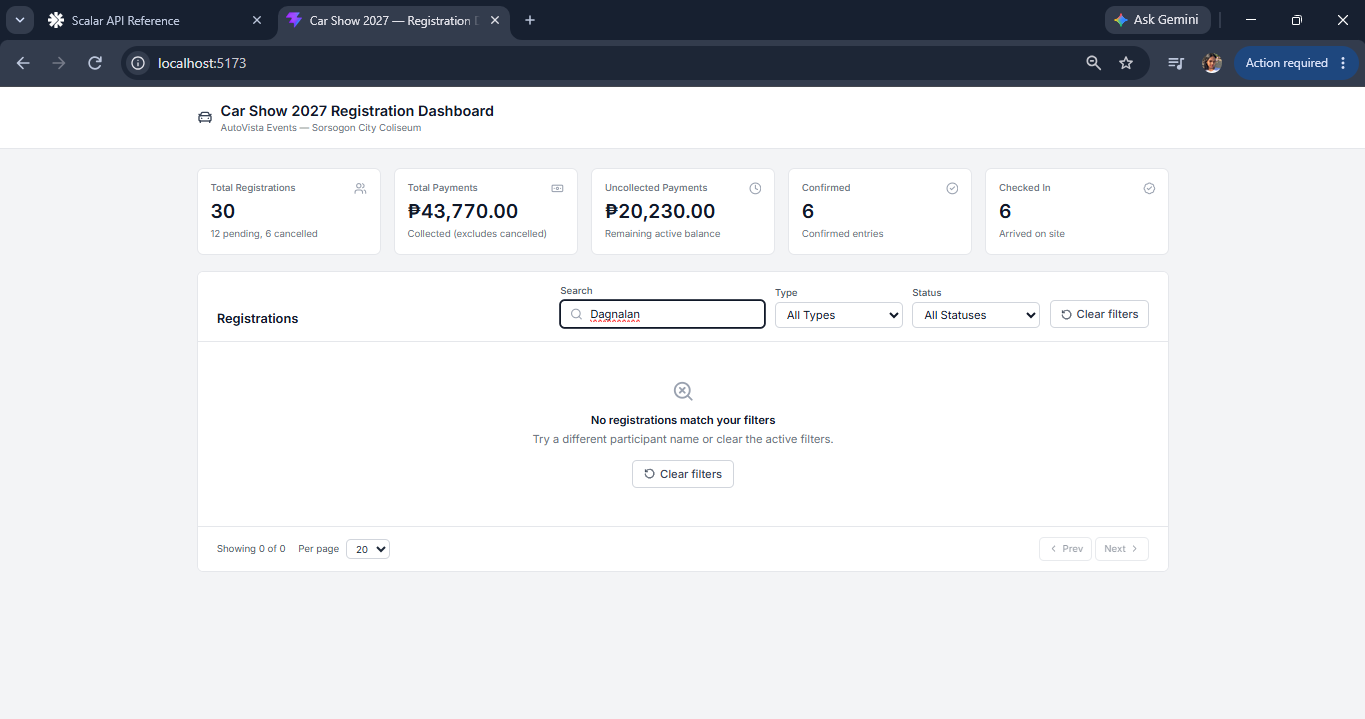 Scalar API Reference
Car Show 2027 — Registration D
Ask Gemini
localhost:5173
Action required
Car Show 2027 Registration Dashboard
AutoVista Events — Sorsogon City Coliseum
Total Registrations
30
12 pending, 6 cancelled
Total Payments
₱43,770.00
Collected (excludes cancelled)
Uncollected Payments
₱20,230.00
Remaining active balance
Confirmed
6
Confirmed entries
Checked In
6
Arrived on site
Registrations
Search
Dagnalan
Type
All Types
Status
All Statuses
Clear filters
No registrations match your filters
Try a different participant name or clear the active filters.
Clear filters
Showing 0 of 0 Per page 20
Prev
Next